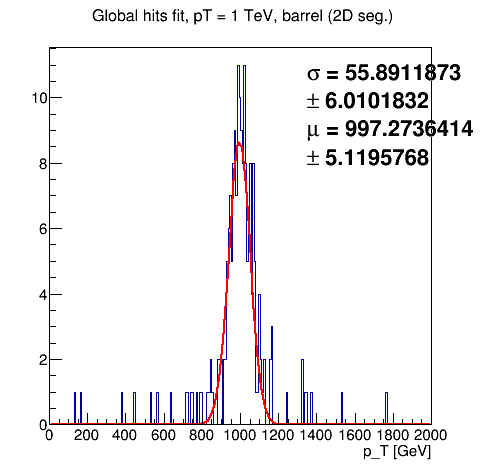 Global hits fit, pT = 1 TeV, barrel (2D seg.)
σ = 55.8911873
± 6.0101832
μ = 997.2736414
± 5.1195768
10
8
6
4
2
0
0 200 400 600 800 1000 1200 1400 1600 1800 2000
p_T [GeV]